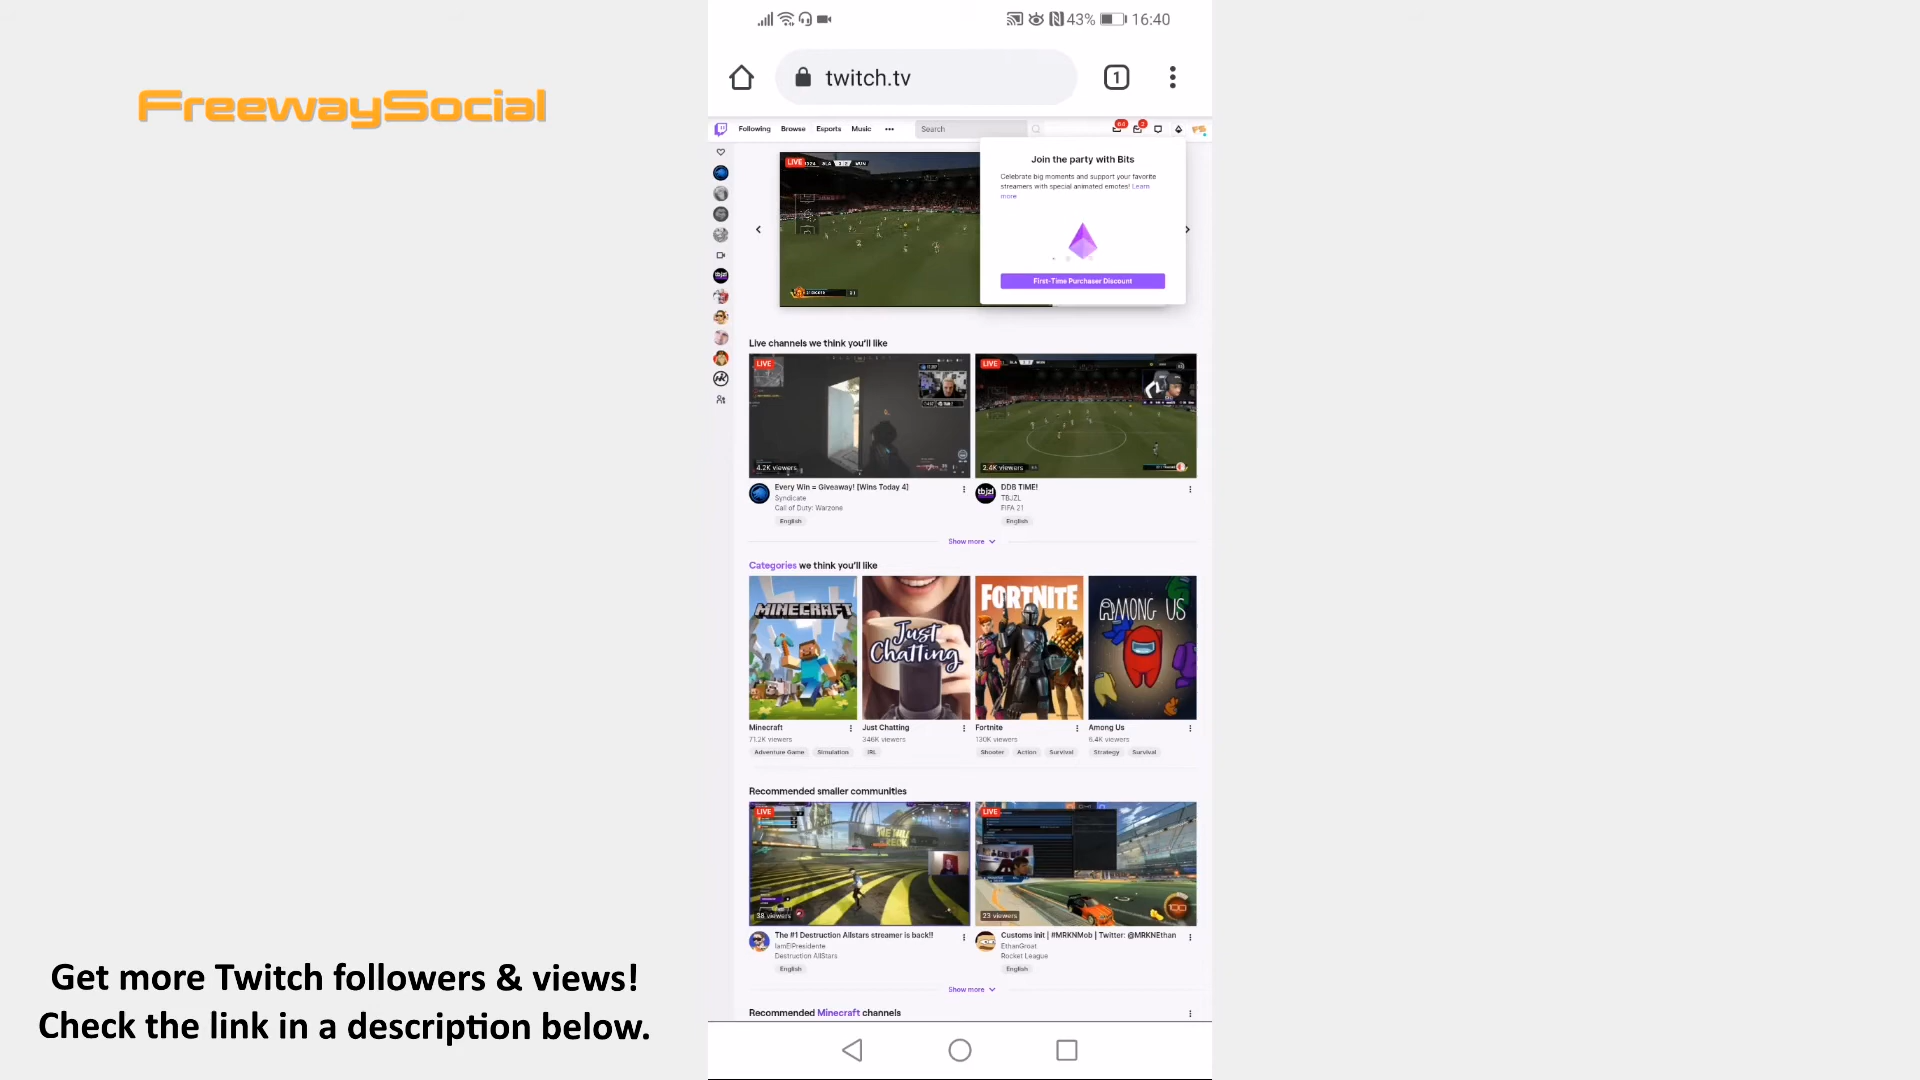 43% 16:40
FreewaySocial
twitch.tv
1
Following Browse Esports Music Search
Join the party with Bits
Celebrate big moments and support your favorite
streamers with special animated emotes! Learn
more
First-Time Purchaser Discount
LIVE
Live channels we think you'll like
LIVE
4.2K viewers
Every Win = Giveaway! [Wins Today 4]
Syndicate
Call of Duty: Warzone
English
LIVE
2.4K viewers
tbjzl
DDB TIME!
TBJZL
FIFA 21
English
Show more
Categories we think you'll like
MINECRAFT
Just
Chatting
FORTNITE
AMONG US
Minecraft
71.2K viewers
Adventure Game Simulation
Just Chatting
346K viewers
IRL
Fortnite
130K viewers
Shooter Action Survival
Among Us
6.4K viewers
Strategy Survival
Recommended smaller communities
LIVE
38 viewers
The #1 Destruction Allstars streamer is back!!
IamElPresidente
Destruction AllStars
English
LIVE
100
23 viewers
Customs init | #MRKNMob | Twitter: @MRKNEthan
EthanGroat
Rocket League
English
Show more
Recommended Minecraft channels
Get more Twitch followers & views!
Check the link in a description below.